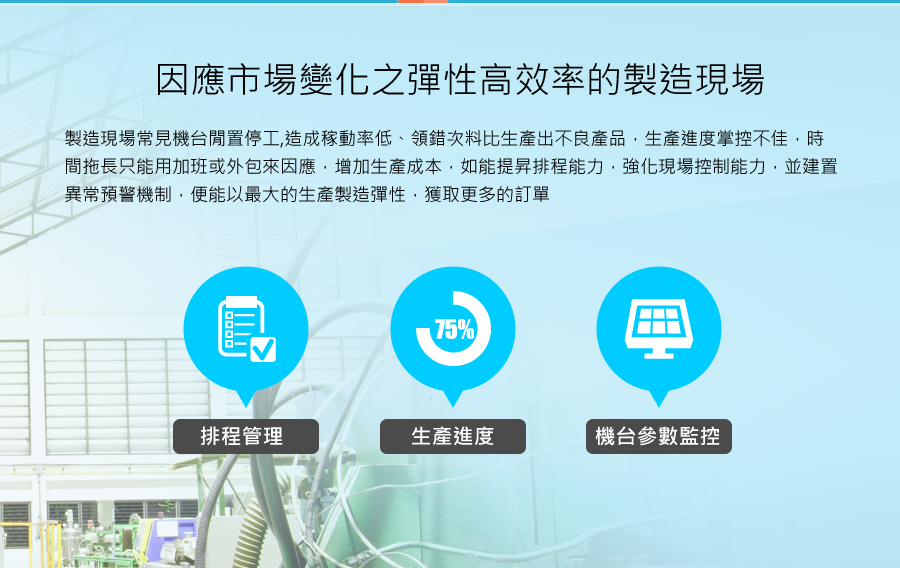 因應市場變化之彈性高效率的製造現場
製造現場常見機台閒置停工,造成稼動率低、領錯次料比生產出不良產品，生產進度掌控不佳，時
間拖長只能用加班或外包來因應，增加生產成本，如能提昇排程能力，強化現場控制能力，並建置
異常預警機制，便能以最大的生產製造彈性，獲取更多的訂單
75%
排程管理
生產進度
機台參數監控